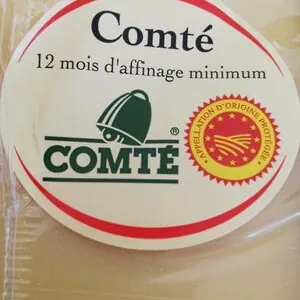 Comté
12 mois d'affinage minimum
COMTÉ ®
APPELLATION D'ORIGINE PROTÉGÉE